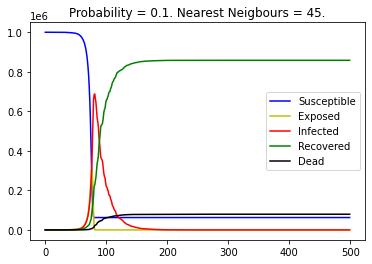 Probability = 0.1. Nearest Neigbours = 45.
1e6
1.0
0.8
0.6
0.4
0.2
0.0
0
100
200
300
400
500
Susceptible
Exposed
Infected
Recovered
Dead